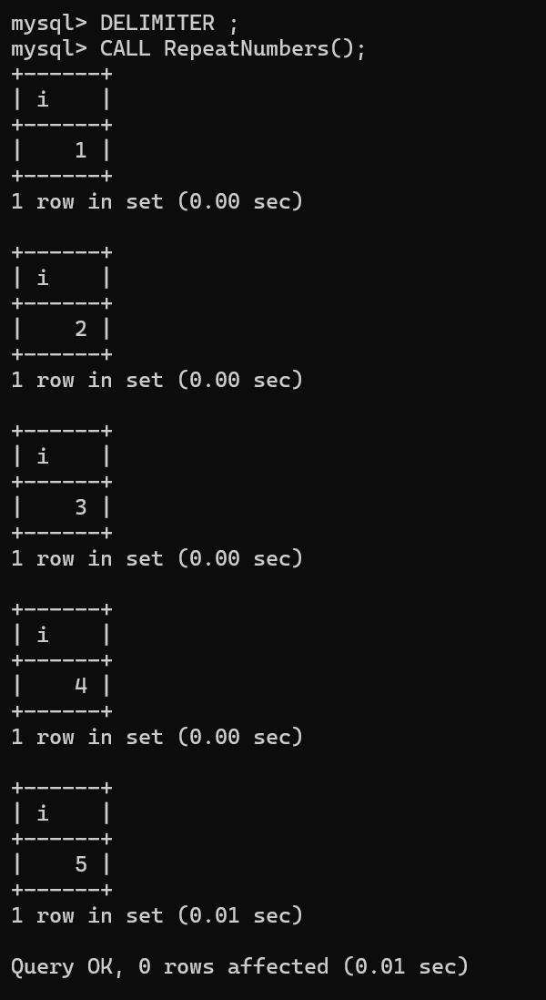 mysql> DELIMITER ;
mysql> CALL RepeatNumbers();
+------+
| i    |
+------+
|    1 |
+------+
1 row in set (0.00 sec)

+------+
| i    |
+------+
|    2 |
+------+
1 row in set (0.00 sec)

+------+
| i    |
+------+
|    3 |
+------+
1 row in set (0.00 sec)

+------+
| i    |
+------+
|    4 |
+------+
1 row in set (0.00 sec)

+------+
| i    |
+------+
|    5 |
+------+
1 row in set (0.01 sec)

Query OK, 0 rows affected (0.01 sec)